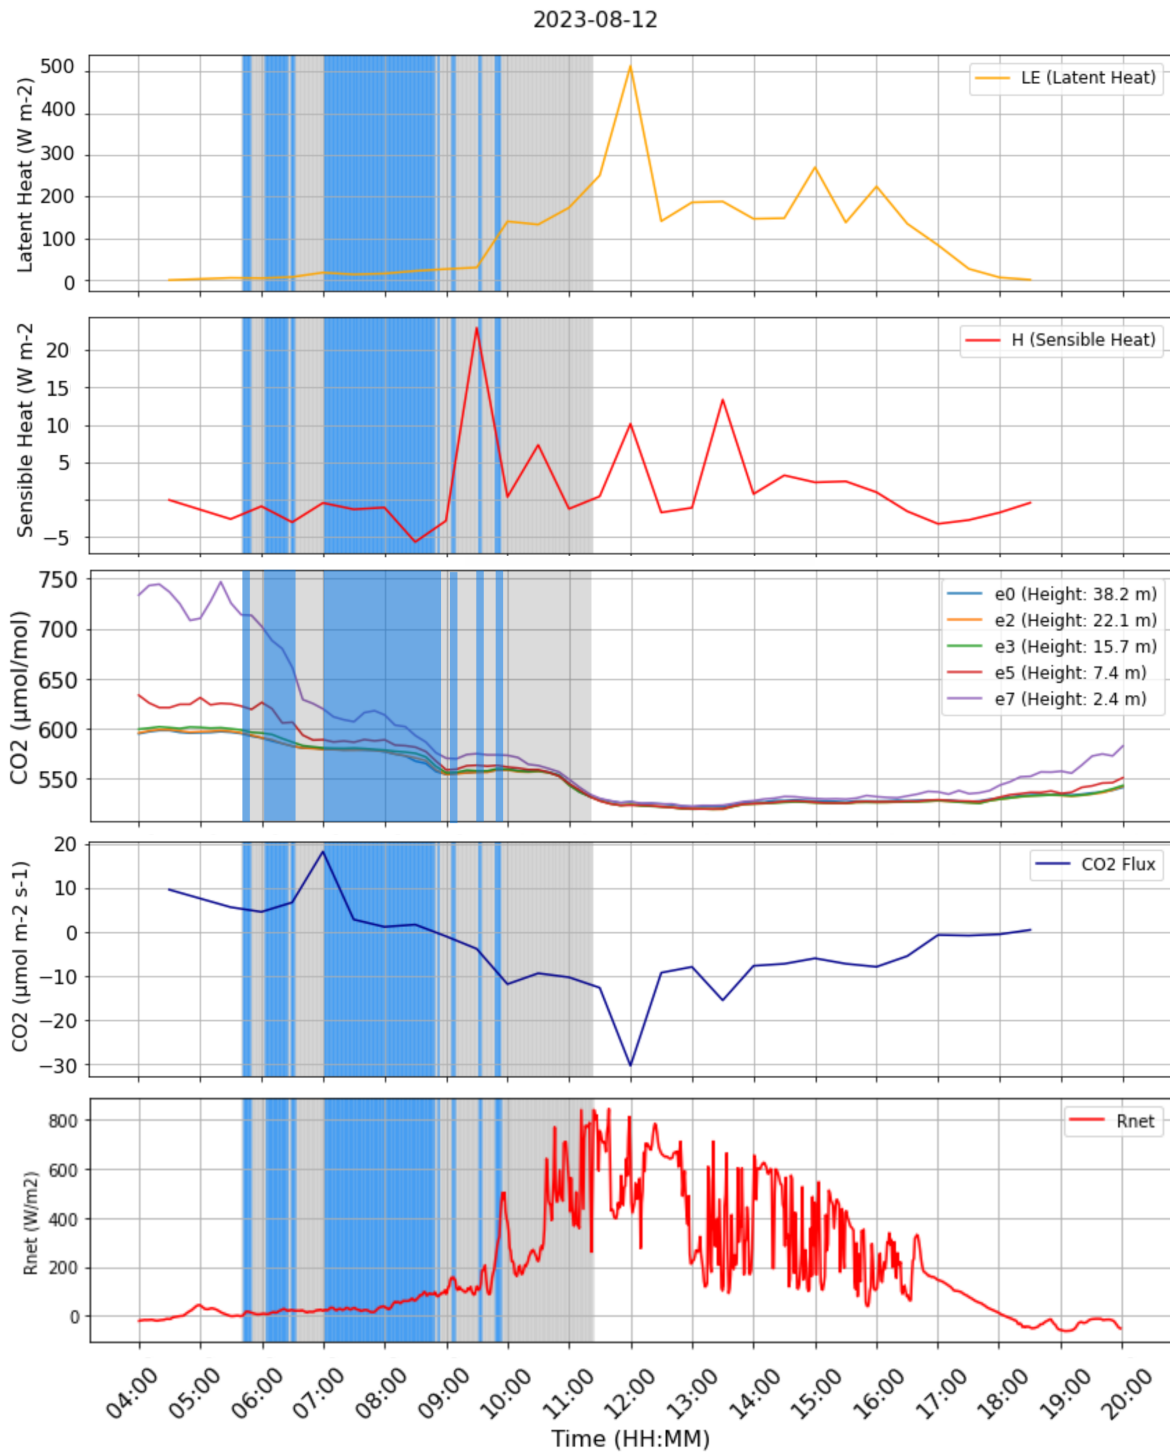 2023-08-12
Latent Heat (W m-2)
500
400
300
200
100
0
LE (Latent Heat)
Sensible Heat (W m-2
20
15
10
5
−5
H (Sensible Heat)
CO2 (μmol/mol)
750
700
650
600
550
e0 (Height: 38.2 m)
e2 (Height: 22.1 m)
e3 (Height: 15.7 m)
e5 (Height: 7.4 m)
e7 (Height: 2.4 m)
CO2 (μmol m-2 s-1)
20
10
0
−10
−20
−30
CO2 Flux
Rnet (W/m2)
800
600
400
200
0
Rnet
04:00 05:00 06:00 07:00 08:00 09:00 10:00 11:00 12:00 13:00 14:00 15:00 16:00 17:00 18:00 19:00 20:00
Time (HH:MM)